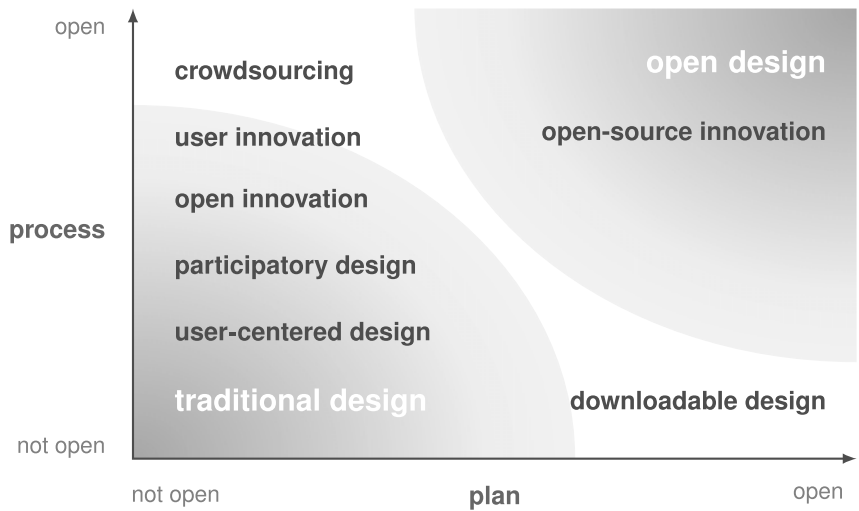 open
crowdsourcing
open design
user innovation
open-source innovation
open innovation
process
participatory design
user-centered design
traditional design
downloadable design
not open
not open
plan
open